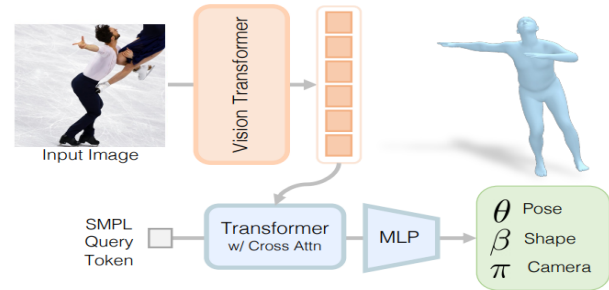 Input Image
Vision Transformer
SMPL
Query
Token
Transformer
w/ Cross Attn
MLP
θ Pose
β Shape
π Camera